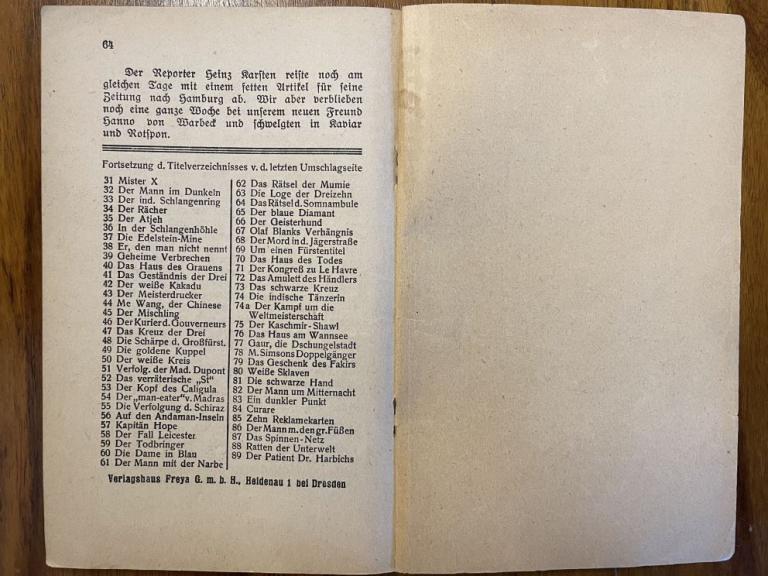 64
Der Reporter Heinz Karsten reiste noch am
gleichen Tage mit einem fetten Artikel für seine
Zeitung nach Hamburg ab. Wir aber verblieben
noch eine ganze Woche bei unserem neuen Freund
Hanno von Warbeck und schwelgten in Kaviar
und Rotspon.
Fortsetzung d. Titelverzeichnisses v. d. letzten Umschlagseite
31 Mister X
32 Der Mann im Dunkeln
33 Der ind. Schlangenring
34 Der Rächer
35 Der Atjeh
36 In der Schlangenhöhle
37 Die Edelstein-Mine
38 Er, den man nicht nennt
39 Geheime Verbrechen
40 Das Haus des Grauens
41 Das Geständnis der Drei
42 Der weiße Kakadu
43 Der Meisterdrucker
44 Me Wang, der Chinese
45 Der Mischling
46 Der Kurier d. Gouverneurs
47 Das Kreuz der Drei
48 Die Schärpe d. Großfürst.
49 Die goldene Kuppel
50 Der weiße Kreis
51 Verfolg. der Mad. Dupont
52 Das verräterische „Si“
53 Der Kopf des Caligula
54 Der „man-eater“ v. Madras
55 Die Verfolgung d. Schiraz
56 Auf den Andaman-Inseln
57 Kapitän Hope
58 Der Fall Leicester
59 Der Todbringer
60 Die Dame in Blau
61 Der Mann mit der Narbe
62 Das Rätsel der Mumie
63 Die Loge der Dreizehn
64 Das Rätsel d. Somnambule
65 Der blaue Diamant
66 Der Geisterhund
67 Olaf Blanks Verhängnis
68 Der Mord in d. Jägerstraße
69 Um einen Fürstentitel
70 Das Haus des Todes
71 Der Kongreß zu Le Havre
72 Das Amulett des Händlers
73 Das schwarze Kreuz
74 Die indische Tänzerin
74a Der Kampf um die
Weltmeisterschaft
75 Der Kaschmir-Shawl
76 Das Haus am Wannsee
77 Gaur, die Dschungelstadt
78 M. Simsons Doppelgänger
79 Das Geschenk des Fakirs
80 Weiße Sklaven
81 Die schwarze Hand
82 Der Mann um Mitternacht
83 Ein dunkler Punkt
84 Curare
85 Zehn Reklamekarten
86 Der Mann m. den gr. Füßen
87 Das Spinnen-Netz
88 Ratten der Unterwelt
89 Der Patient Dr. Harbichs
Verlagshaus Freya G. m. b. H., Heidenau 1 bei Dresden